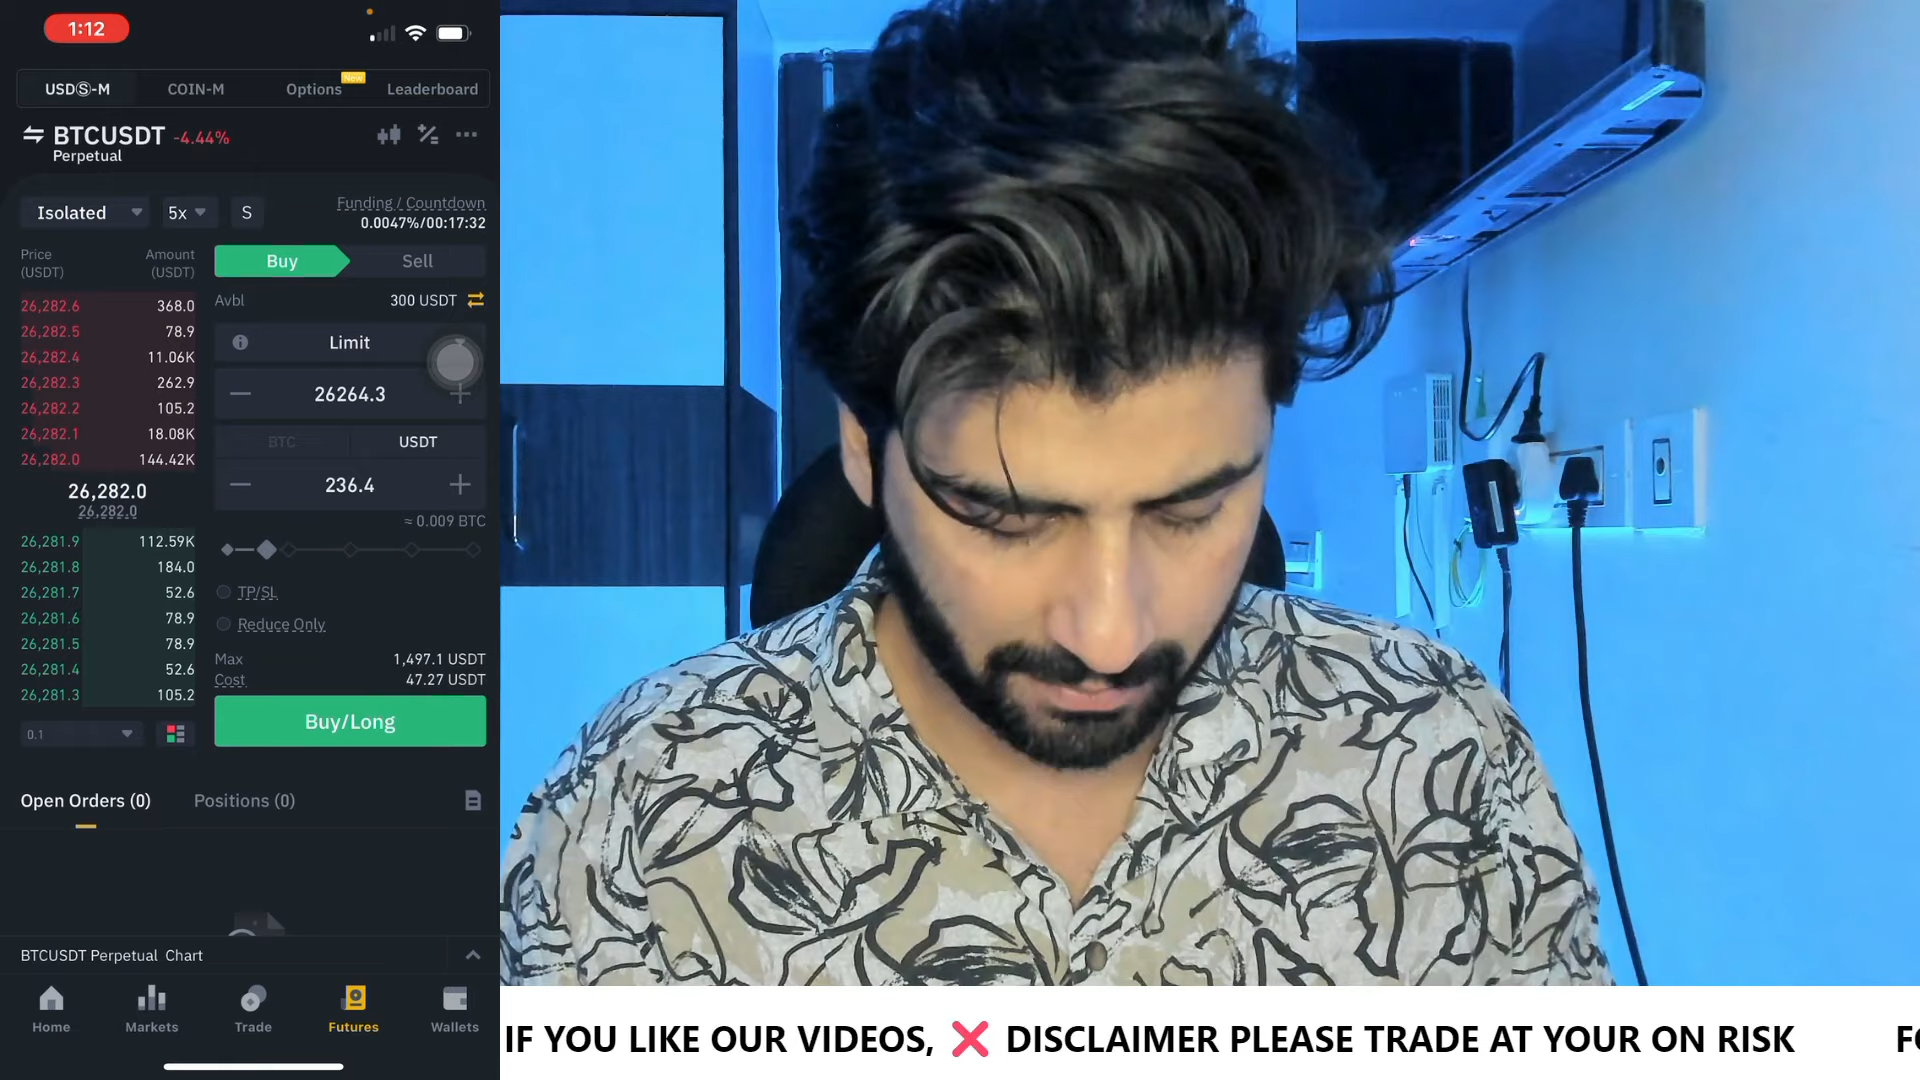 1:12
USDⓈ-M COIN-M Options New Leaderboard
BTCUSDT -4.44%
Perpetual
Isolated 5x S
Funding / Countdown
0.0047%/00:17:32
Price (USDT) Amount (USDT)
Buy Sell
Avbl 300 USDT
Limit
26264.3
BTC USDT
236.4
≈ 0.009 BTC
TP/SL
Reduce Only
Max 1,497.1 USDT
Cost 47.27 USDT
Buy/Long
26,282.6 368.0
26,282.5 78.9
26,282.4 11.06K
26,282.3 262.9
26,282.2 105.2
26,282.1 18.08K
26,282.0 144.42K
26,282.0
26,282.0
26,281.9 112.59K
26,281.8 184.0
26,281.7 52.6
26,281.6 78.9
26,281.5 78.9
26,281.4 52.6
26,281.3 105.2
0.1
Open Orders (0) Positions (0)
BTCUSDT Perpetual Chart
Home Markets Trade Futures Wallets
IF YOU LIKE OUR VIDEOS, ❌ DISCLAIMER PLEASE TRADE AT YOUR ON RISK